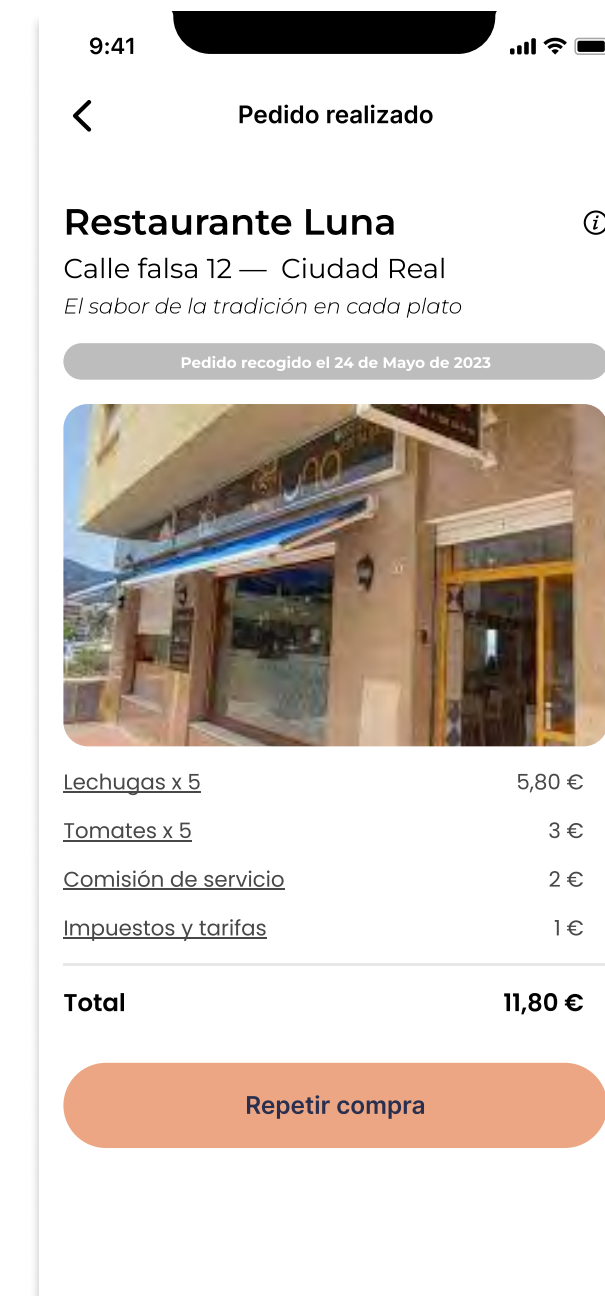 9:41
Pedido realizado
Restaurante Luna
Calle falsa 12 — Ciudad Real
El sabor de la tradición en cada plato
Pedido recogido el 24 de Mayo de 2023
Luna
Lechugas x 5 5,80 €
Tomates x 5 3 €
Comisión de servicio 2 €
Impuestos y tarifas 1 €
Total 11,80 €
Repetir compra